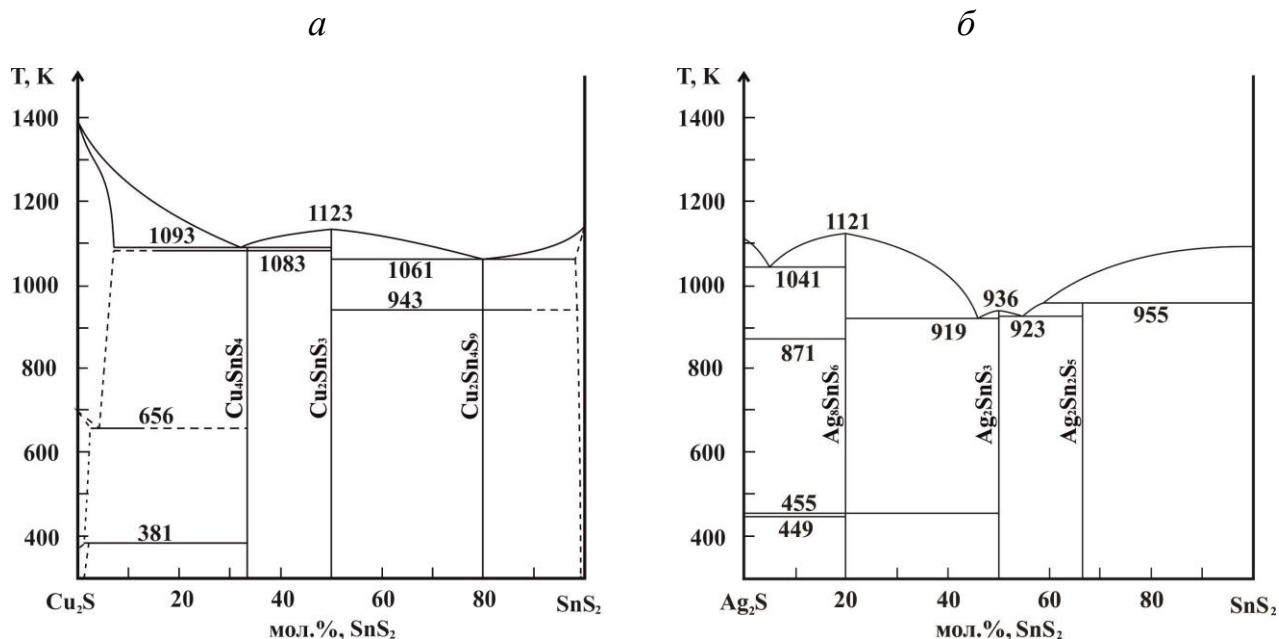 а
T, K
1400
1200
1000
800
600
400
1123
1093
1083
1061
943
656
381
Cu₄SnS₄
Cu₂SnS₃
Cu₂Sn₄S₉
Cu₂S
20
40
60
80
SnS₂
мол.%, SnS₂
б
T, K
1400
1200
1000
800
600
400
1121
1041
936
919
923
955
871
455
449
Ag₈SnS₆
Ag₂SnS₃
Ag₂Sn₂S₅
Ag₂S
20
40
60
80
SnS₂
мол.%, SnS₂